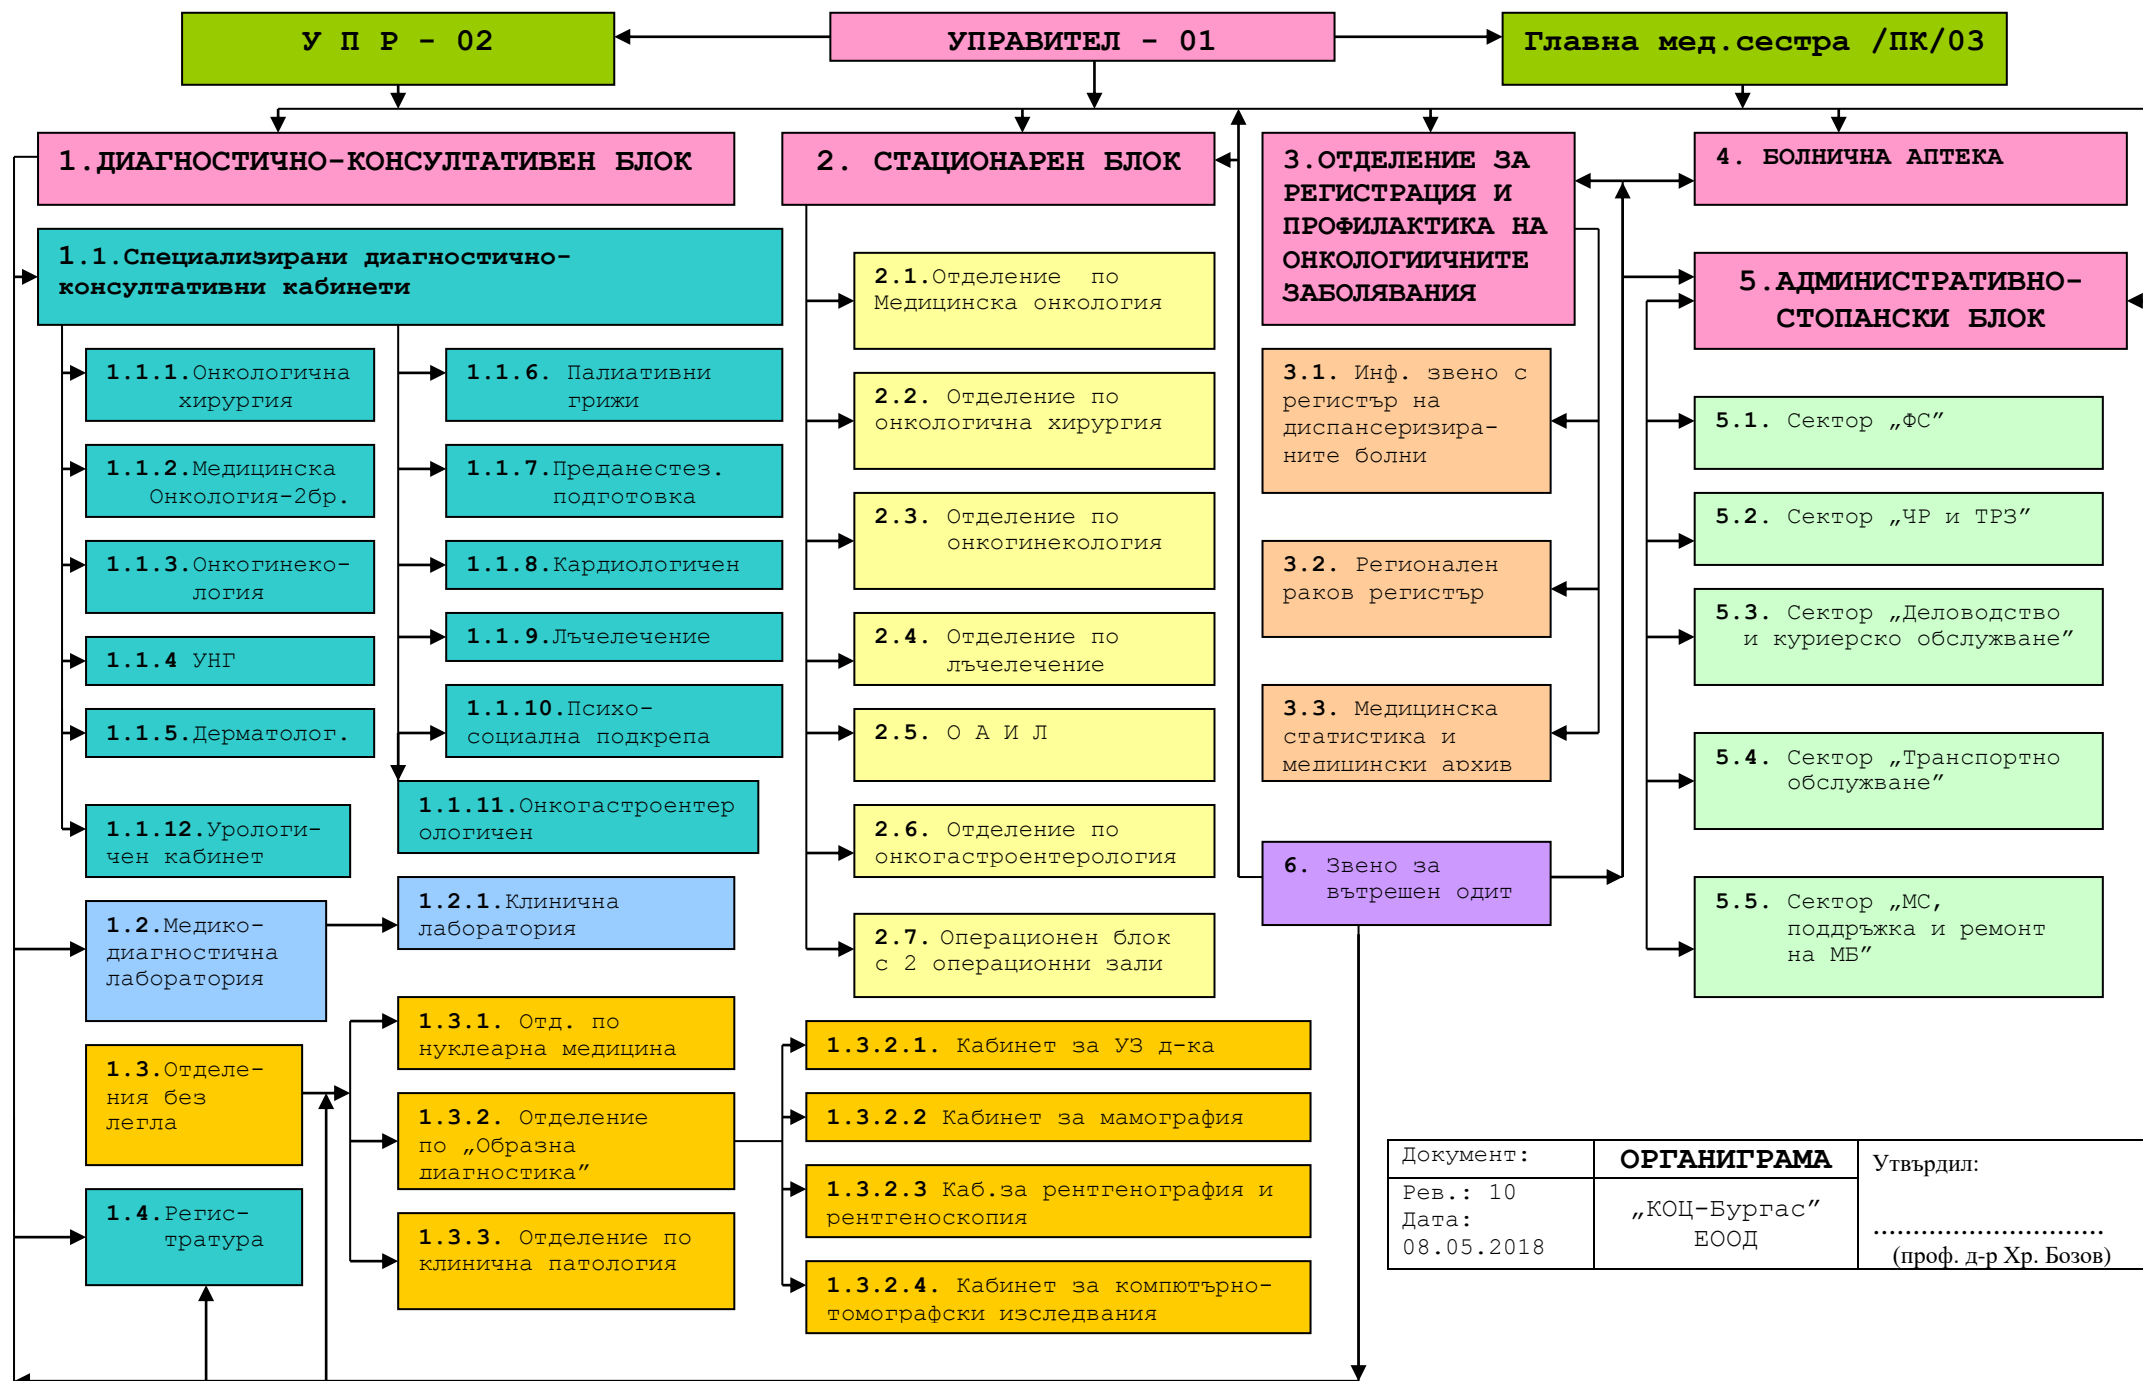 У П Р - 02
УПРАВИТЕЛ - 01
Главна мед.сестра /ПК/03
1.ДИАГНОСТИЧНО-КОНСУЛТАТИВЕН БЛОК
2. СТАЦИОНАРЕН БЛОК
3.ОТДЕЛЕНИЕ ЗА
РЕГИСТРАЦИЯ И
ПРОФИЛАКТИКА НА
ОНКОЛОГИИЧНИТЕ
ЗАБОЛЯВАНИЯ
4. БОЛНИЧНА АПТЕКА
5.АДМИНИСТРАТИВНО-
СТОПАНСКИ БЛОК
1.1.Специализирани диагностично-
консултативни кабинети
1.1.1.Онкологична
хирургия
1.1.2.Медицинска
Онкология-2бр.
1.1.3.Онкогинеко-
логия
1.1.4 УНГ
1.1.5.Дерматолог.
1.1.12.Урологи-
чен кабинет
1.1.6. Палиативни
грижи
1.1.7.Преданестез.
подготовка
1.1.8.Кардиологичен
1.1.9.Лъчелечение
1.1.10.Психо-
социална подкрепа
1.1.11.Онкогастроентер
ологичен
1.2.Медико-
диагностична
лаборатория
1.2.1.Клинична
лаборатория
1.3.Отделе-
ния без
легла
1.3.1. Отд. по
нуклеарна медицина
1.3.2. Отделение
по „Образна
диагностика”
1.3.3. Отделение по
клинична патология
1.3.2.1. Кабинет за УЗ д-ка
1.3.2.2 Кабинет за мамография
1.3.2.3 Каб.за рентгенография и
рентгеноскопия
1.3.2.4. Кабинет за компютърно-
томографски изследвания
1.4.Регис-
тратура
2.1.Отделение по
Медицинска онкология
2.2. Отделение по
онкологична хирургия
2.3. Отделение по
онкогинекология
2.4. Отделение по
лъчелечение
2.5. О А И Л
2.6. Отделение по
онкогастроентерология
2.7. Операционен блок
с 2 операционни зали
3.1. Инф. звено с
регистър на
диспансеризира-
ните болни
3.2. Регионален
раков регистър
3.3. Медицинска
статистика и
медицински архив
6. Звено за
вътрешен одит
5.1. Сектор „ФС”
5.2. Сектор „ЧР и ТРЗ”
5.3. Сектор „Деловодство
и куриерско обслужване”
5.4. Сектор „Транспортно
обслужване”
5.5. Сектор „МС,
поддръжка и ремонт
на МБ”
Документ:
ОРГАНИГРАМА
Утвърдил:
Рев.: 10
Дата:
08.05.2018
„КОЦ-Бургас”
ЕООД
...........................
(проф. д-р Хр. Бозов)